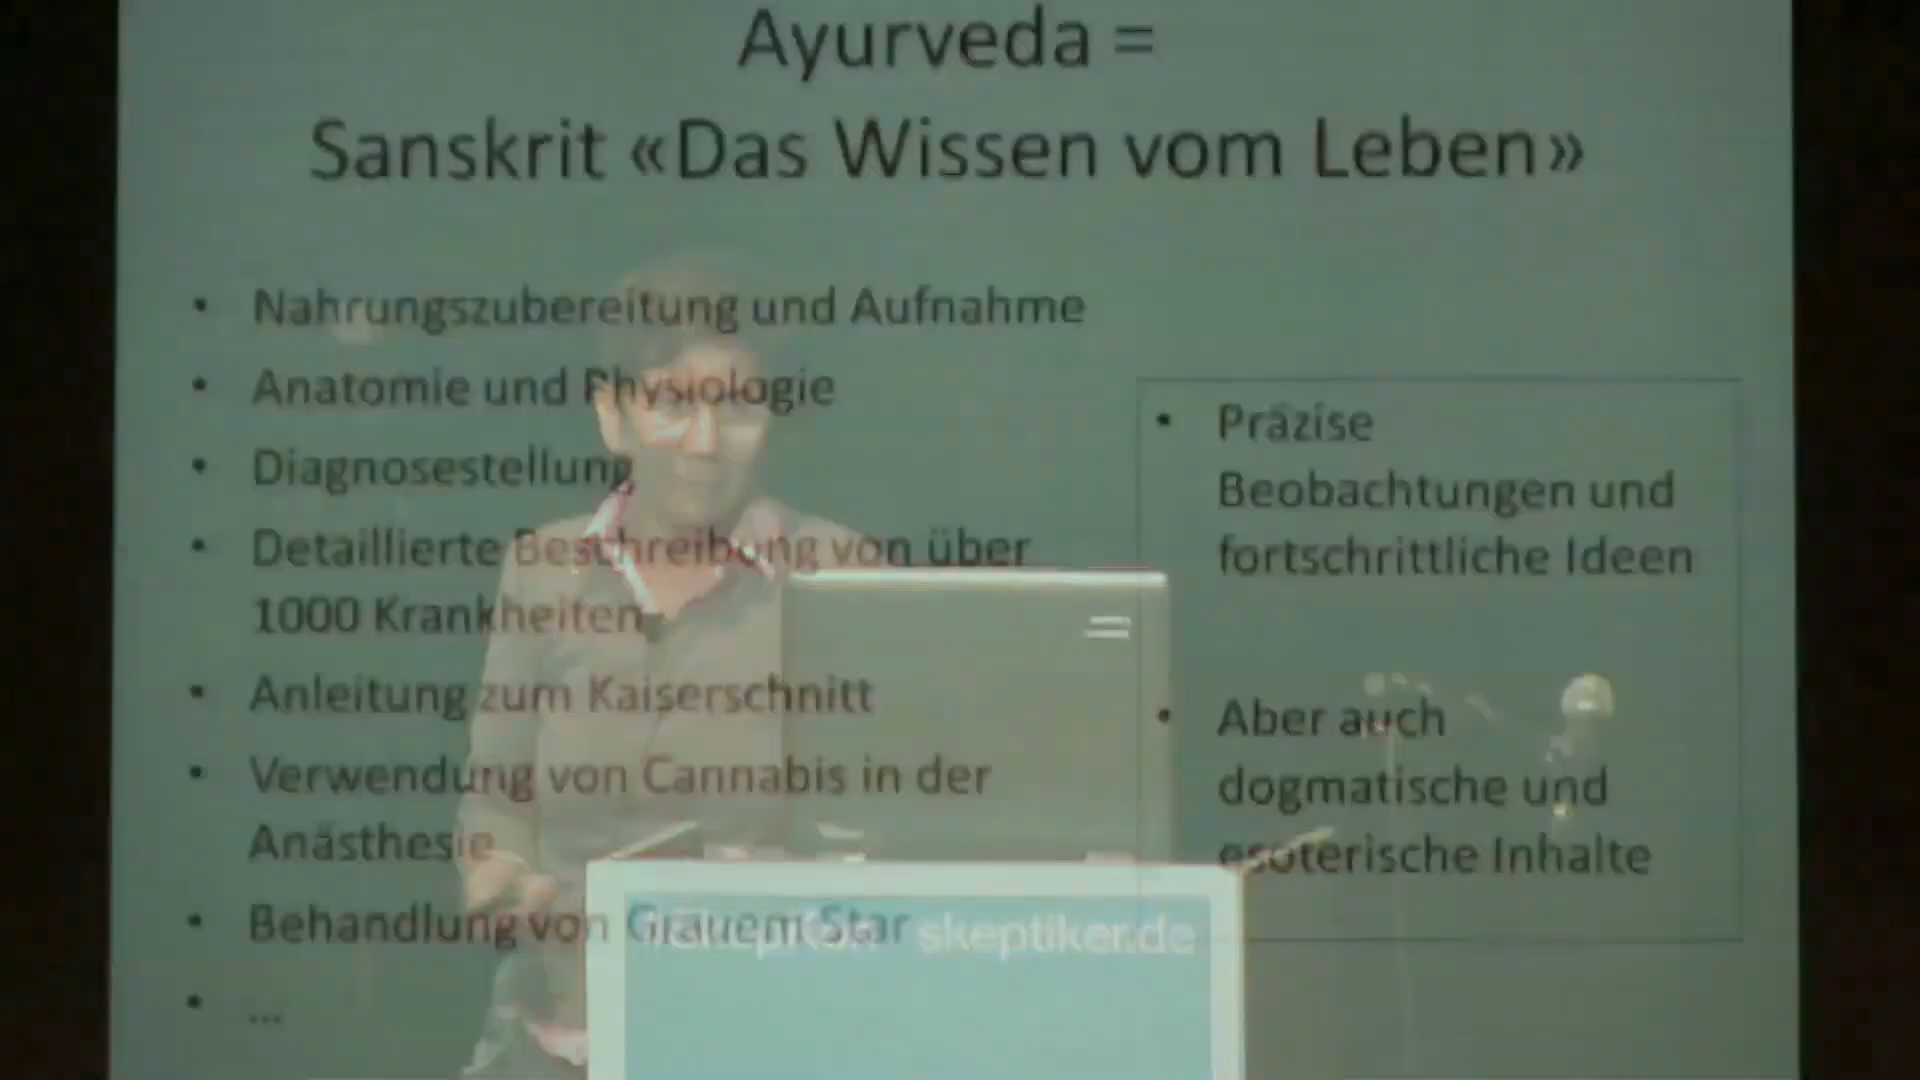 Ayurveda =
Sanskrit «Das Wissen vom Leben»
• Nahrungszubereitung und Aufnahme
• Anatomie und Physiologie
• Diagnosestellung
• Detaillierte Beschreibung von über
1000 Krankheiten
• Anleitung zum Kaiserschnitt
• Verwendung von Cannabis in der
Anästhesie
• Behandlung von Grauem Star
• ...
• Präzise
Beobachtungen und
fortschrittliche Ideen
• Aber auch
dogmatische und
esoterische Inhalte
skeptiker.de